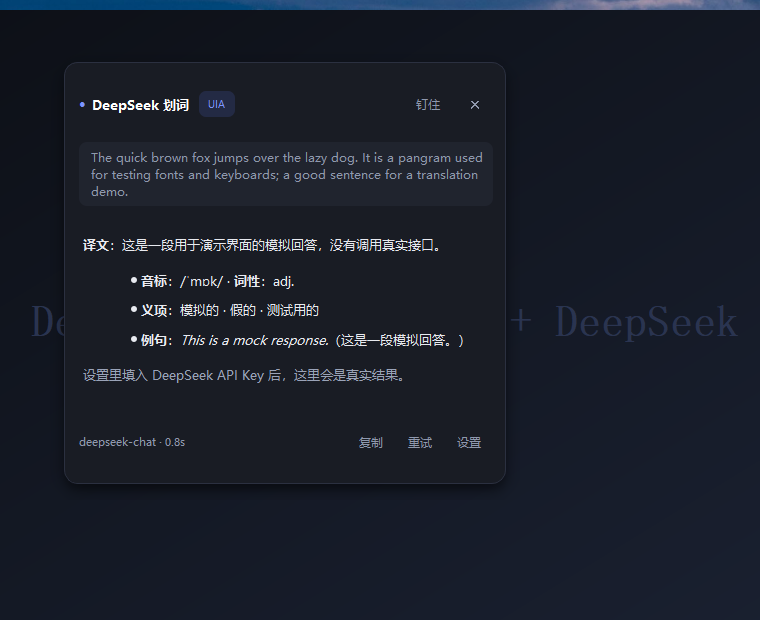 • DeepSeek 划词 UIA 钉住 ×
The quick brown fox jumps over the lazy dog. It is a pangram used
for testing fonts and keyboards; a good sentence for a translation
demo.
译文：这是一段用于演示界面的模拟回答，没有调用真实接口。
• 音标：/ˈmɒk/ · 词性：adj.
• 义项：模拟的 · 假的 · 测试用的
• 例句：This is a mock response.（这是一段模拟回答。）
+ DeepSeek
设置里填入 DeepSeek API Key 后，这里会是真实结果。
deepseek-chat · 0.8s 复制 重试 设置